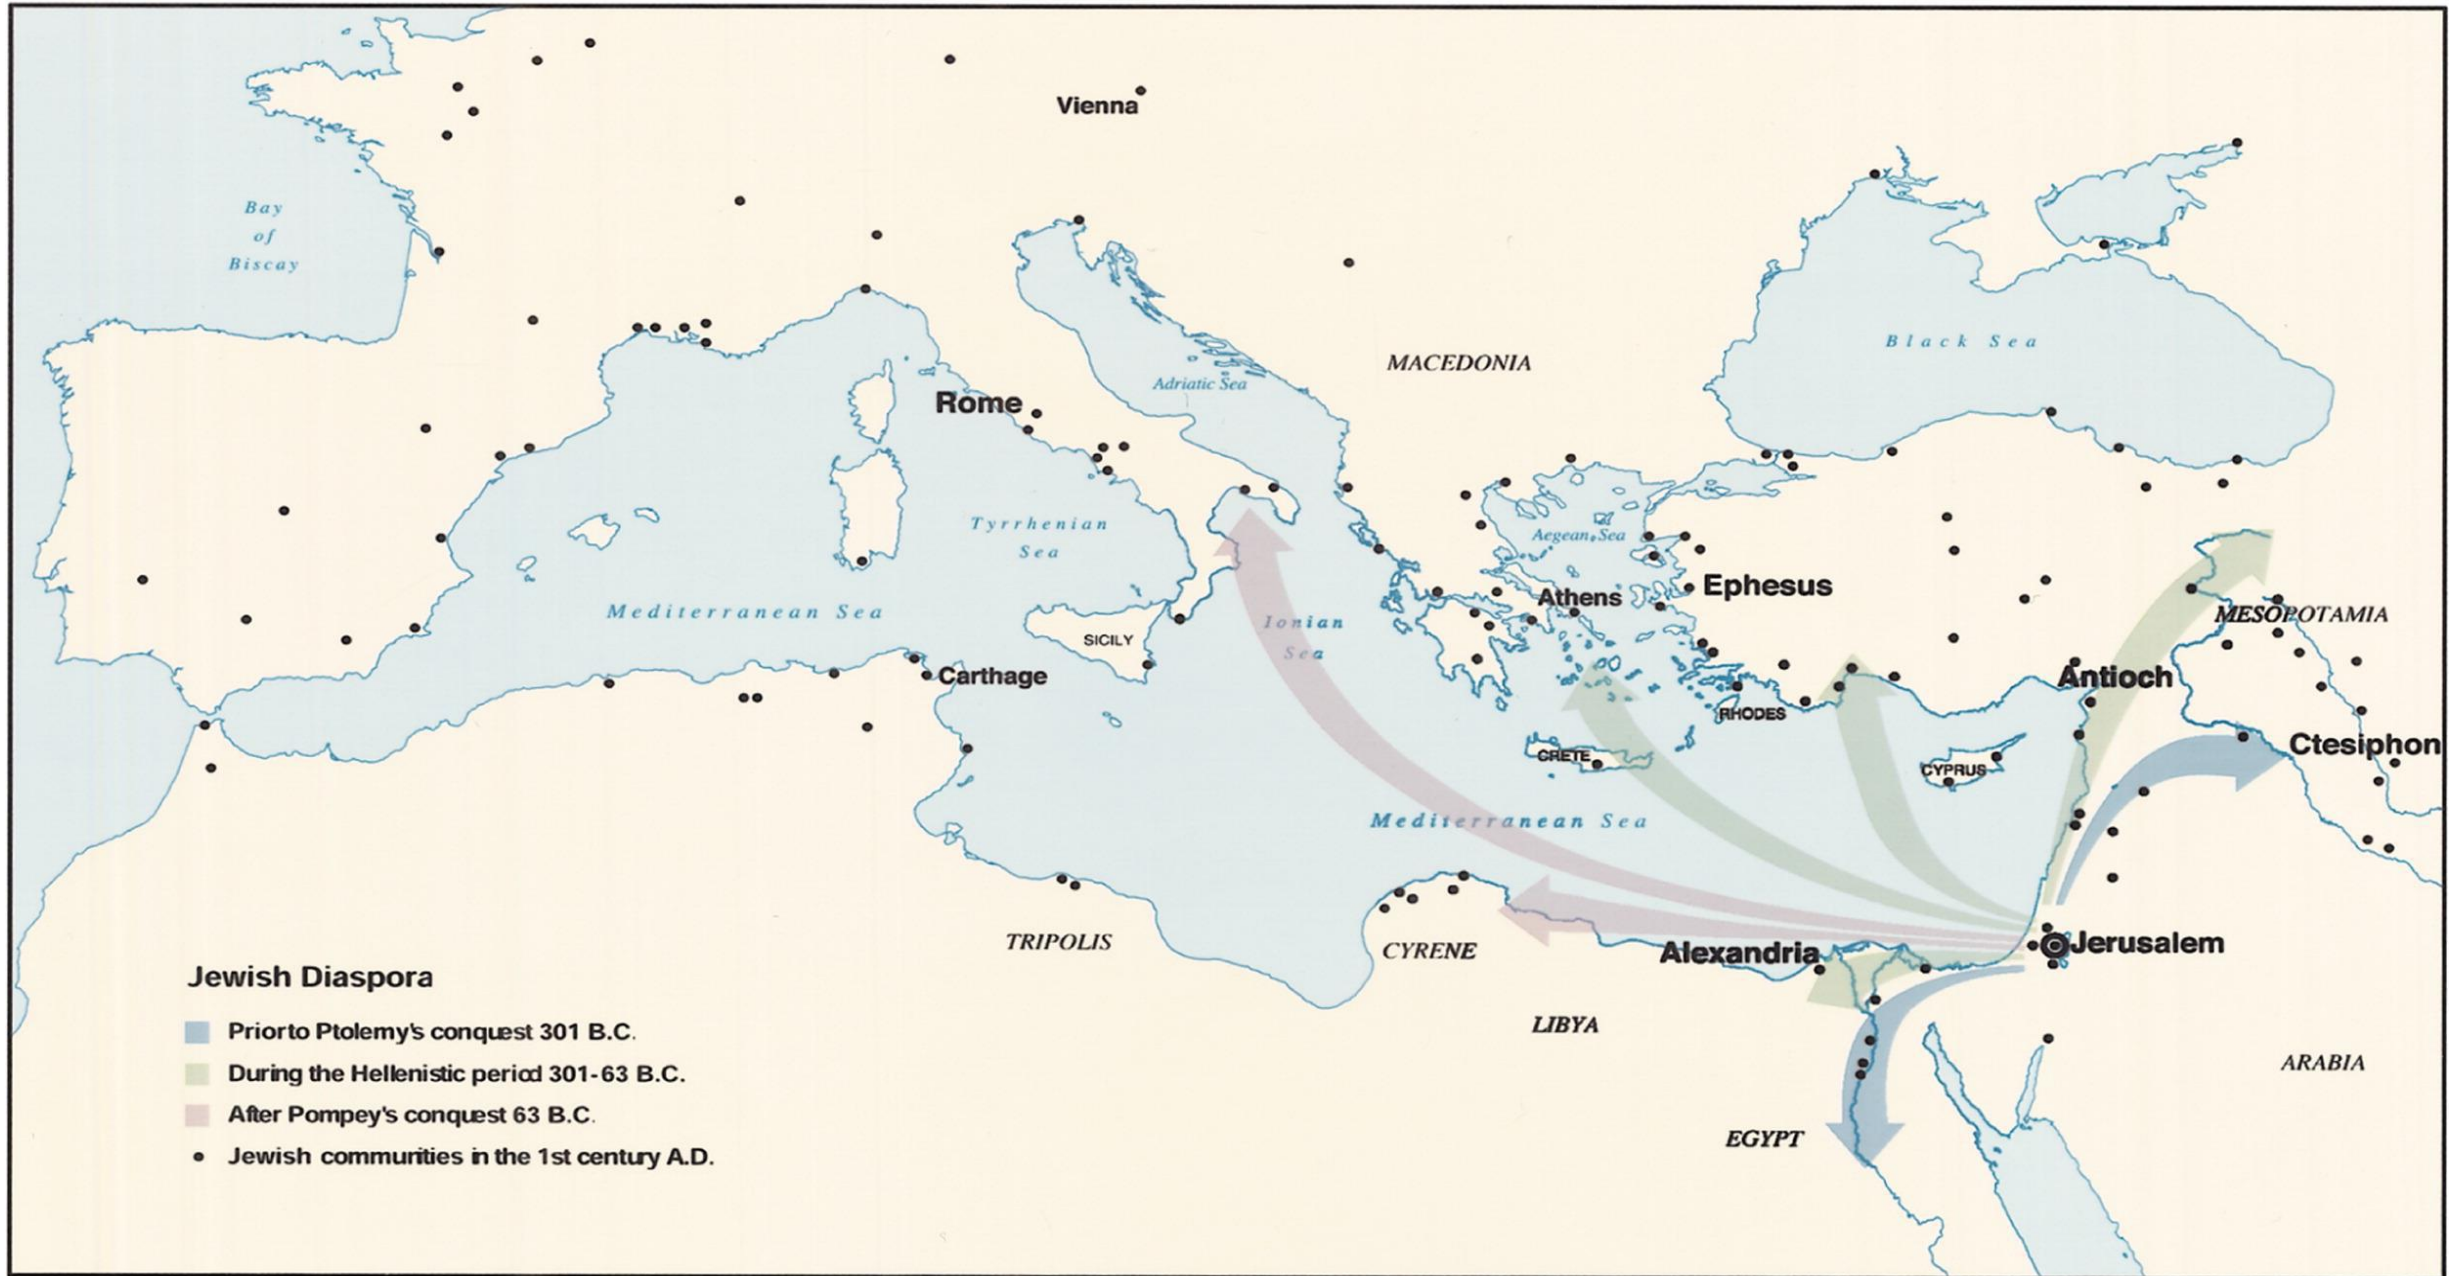 Vienna
Bay
of
Biscay
Black Sea
MACEDONIA
Adriatic Sea
Rome
Tyrrhenian
Sea
Aegean Sea
Ephesus
Athens
Mediterranean Sea
MESOPOTAMIA
Ionian
Sea
SICILY
Carthage
Antioch
RHODES
Ctesiphon
CRETE
CYPRUS
Mediterranean Sea
TRIPOLIS
CYRENE
Alexandria
Jerusalem
LIBYA
ARABIA
EGYPT
Jewish Diaspora
Prior to Ptolemy's conquest 301 B.C.
During the Hellenistic period 301-63 B.C.
After Pompey's conquest 63 B.C.
Jewish communities in the 1st century A.D.